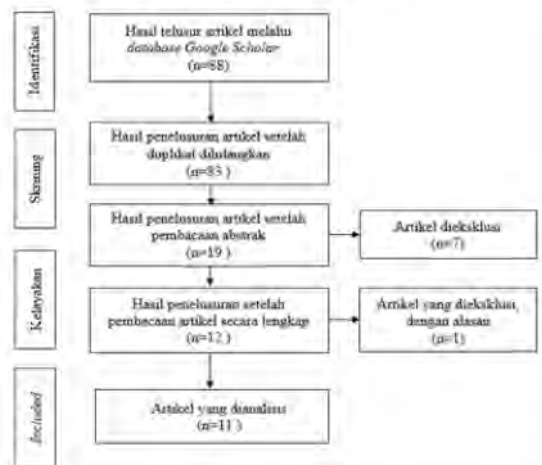 Identifikasi
Hasil telusur artikel melalui
database Google Scholar
(n=88)
Skrining
Hasil penelusuran artikel setelah
duplikat dihilangkan
(n=83 )
Hasil penelusuran artikel setelah
pembacaan abstrak
(n=19 )
Artikel dieksklusi
(n=7)
Kelayakan
Hasil penelusuran setelah
pembacaan artikel secara lengkap
(n=12 )
Artikel yang dieksklusi,
dengan alasan
(n=1)
Included
Artikel yang dianalisis
(n=11 )